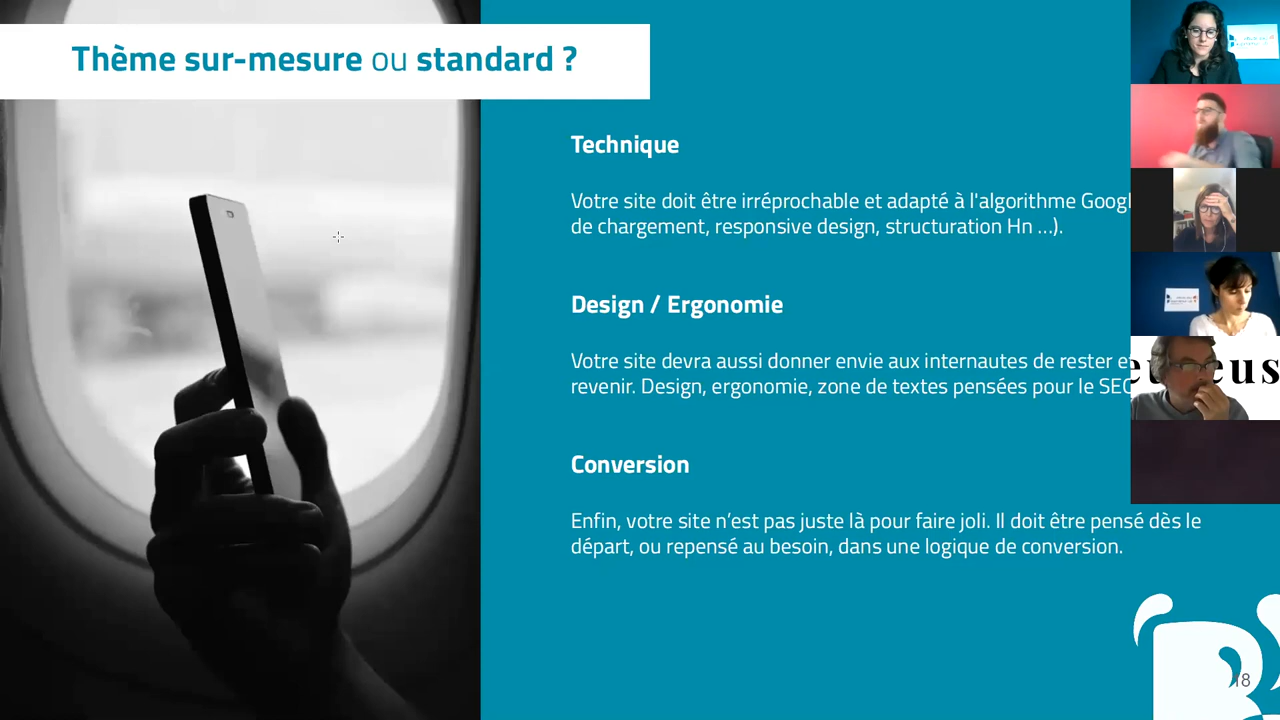 Thème sur-mesure ou standard ?
Technique
Votre site doit être irréprochable et adapté à l'algorithme Googl
de chargement, responsive design, structuration Hn ...).
Design / Ergonomie
Votre site devra aussi donner envie aux internautes de rester e
revenir. Design, ergonomie, zone de textes pensées pour le SEO
Conversion
Enfin, votre site n’est pas juste là pour faire joli. Il doit être pensé dès le
départ, ou repensé au besoin, dans une logique de conversion.
18